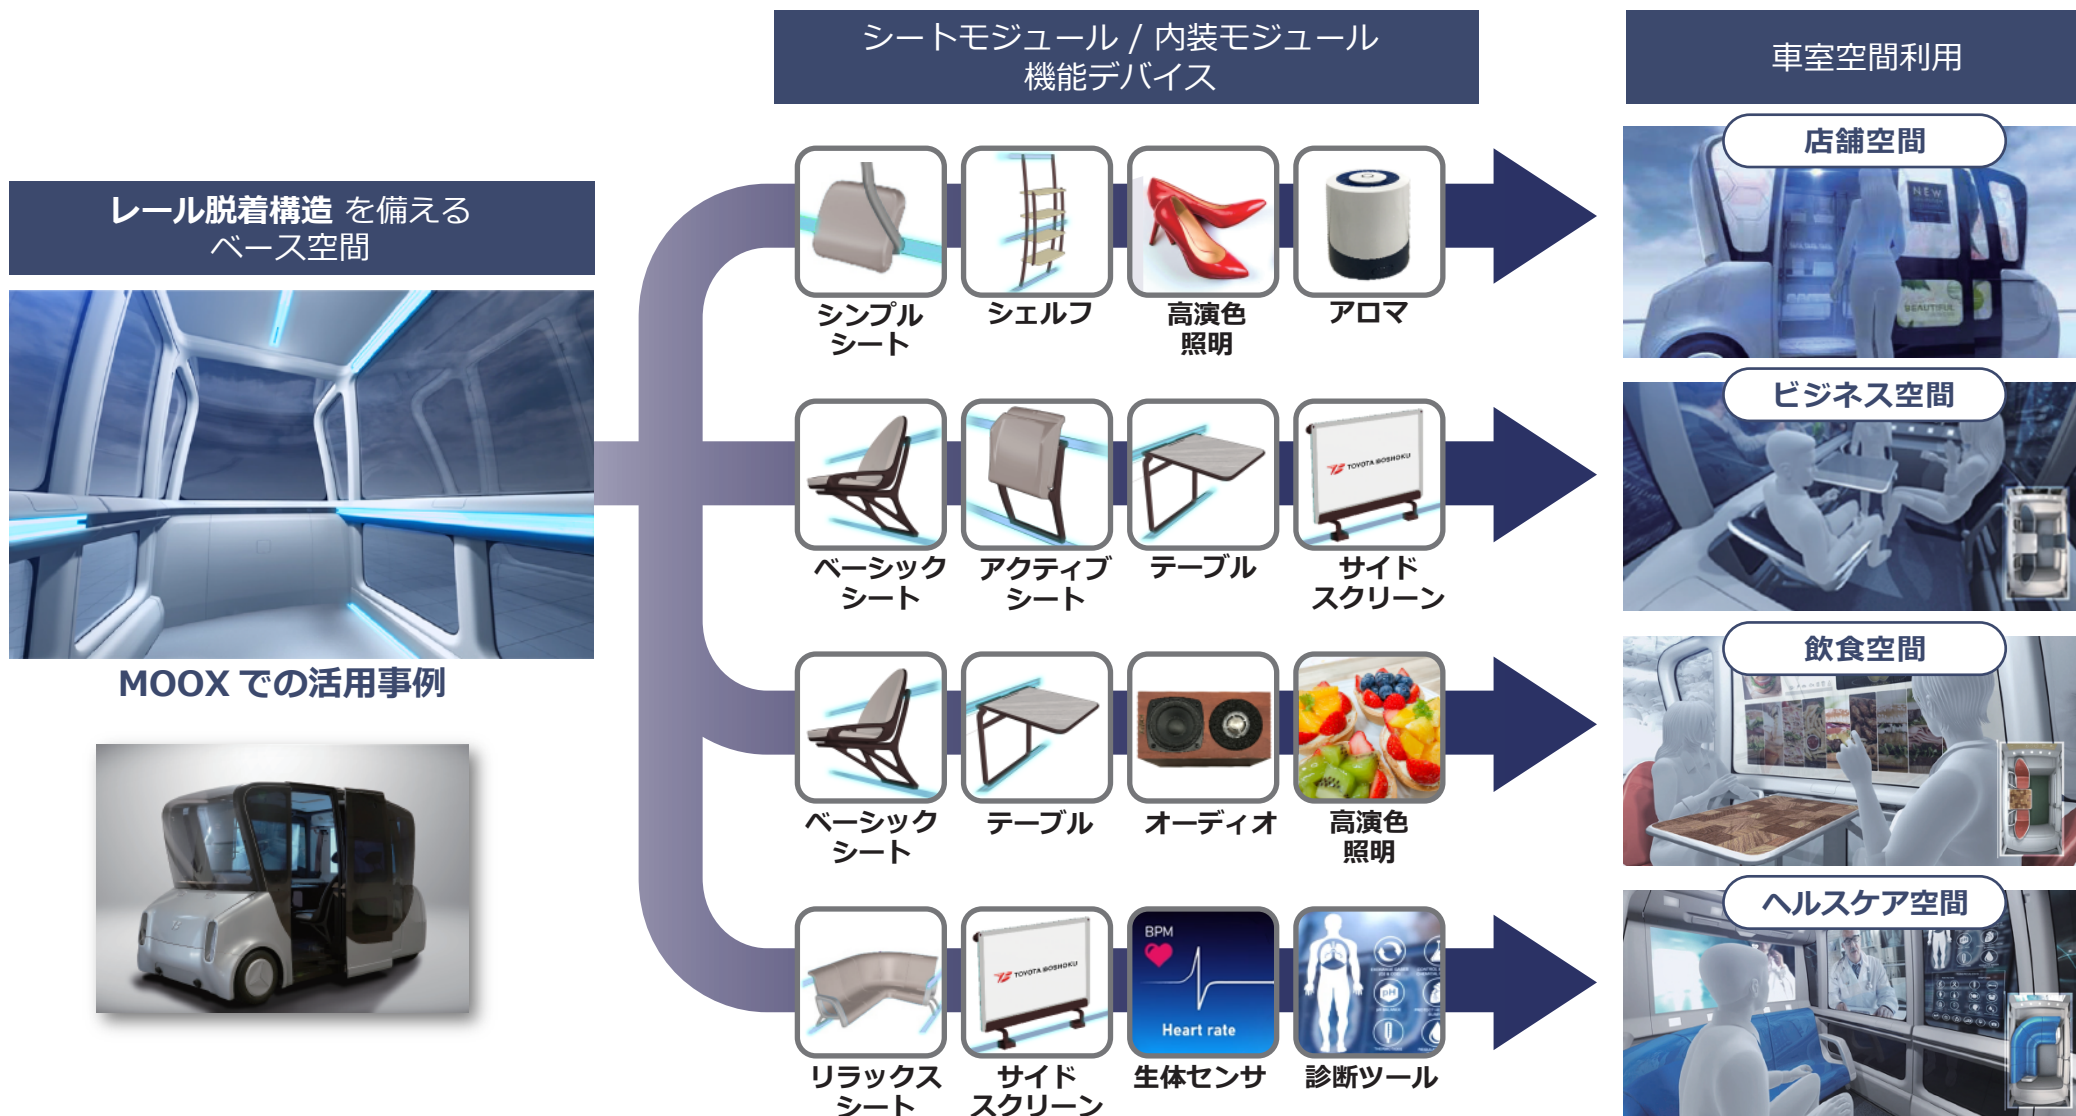 レール脱着構造 を備える
ベース空間
MOOX での活用事例
シートモジュール / 内装モジュール
機能デバイス
車室空間利用
シンプル
シート
シェルフ
高演色
照明
アロマ
店舗空間
NEW
BEAUTIFUL
ベーシック
シート
アクティブ
シート
テーブル
TOYOTA BOSHOKU
サイド
スクリーン
ビジネス空間
ベーシック
シート
テーブル
オーディオ
高演色
照明
飲食空間
リラックス
シート
TOYOTA BOSHOKU
サイド
スクリーン
BPM
Heart rate
生体センサ
pH
診断ツール
ヘルスケア空間